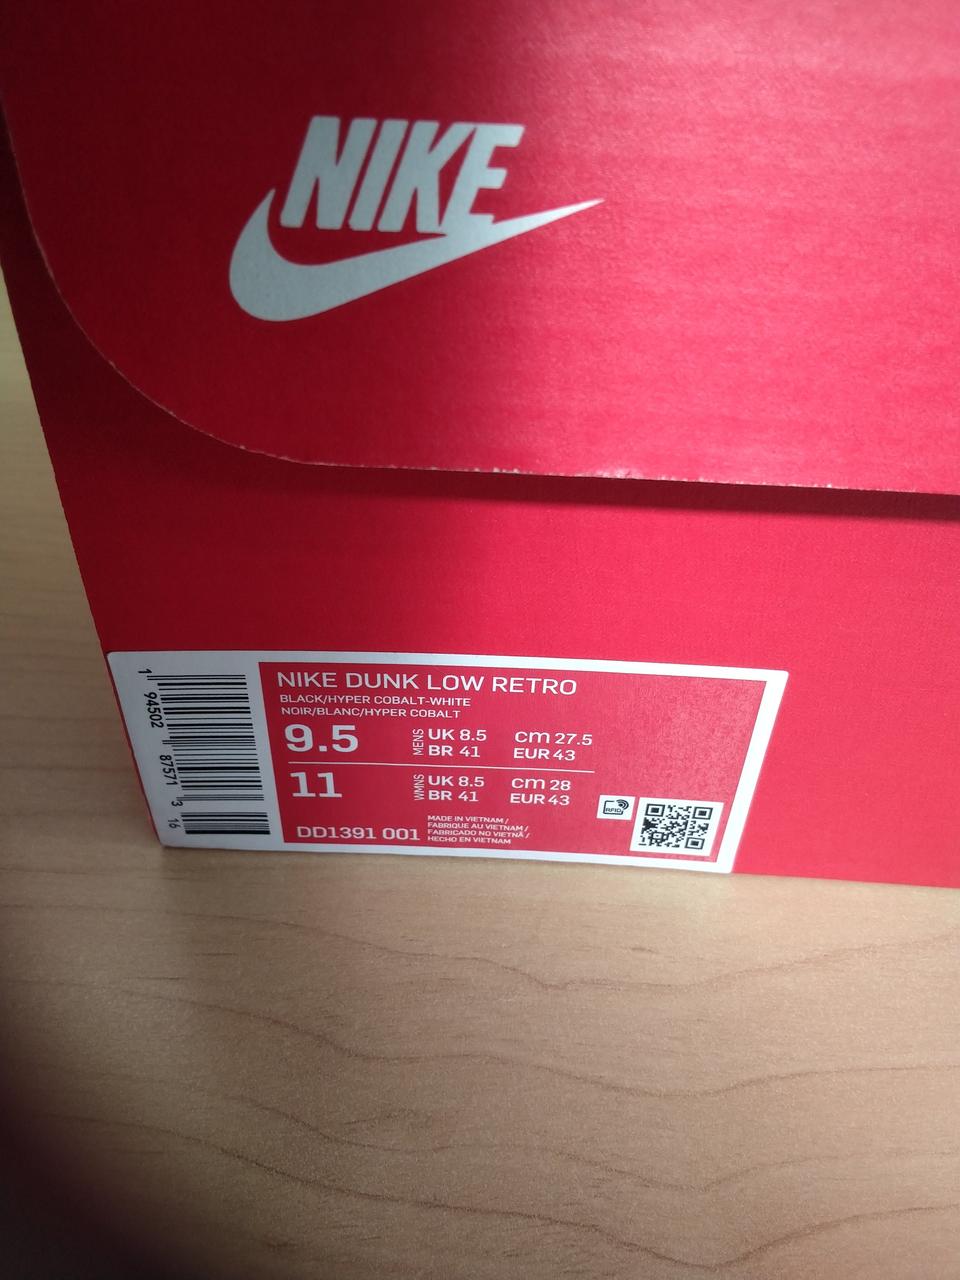 NIKE
NIKE DUNK LOW RETRO
BLACK/HYPER COBALT-WHITE
NOIR/BLANC/HYPER COBALT
9.5 MENS UK 8.5 cm 27.5
BR 41 EUR 43
11 WMNS UK 8.5 cm 28
BR 41 EUR 43
RFID
DD1391 001
MADE IN VIETNAM /
FABRIQUE AU VIETNAM /
FABRICADO NO VIETNÃ /
HECHO EN VIETNAM
1 94502 87571 3
16